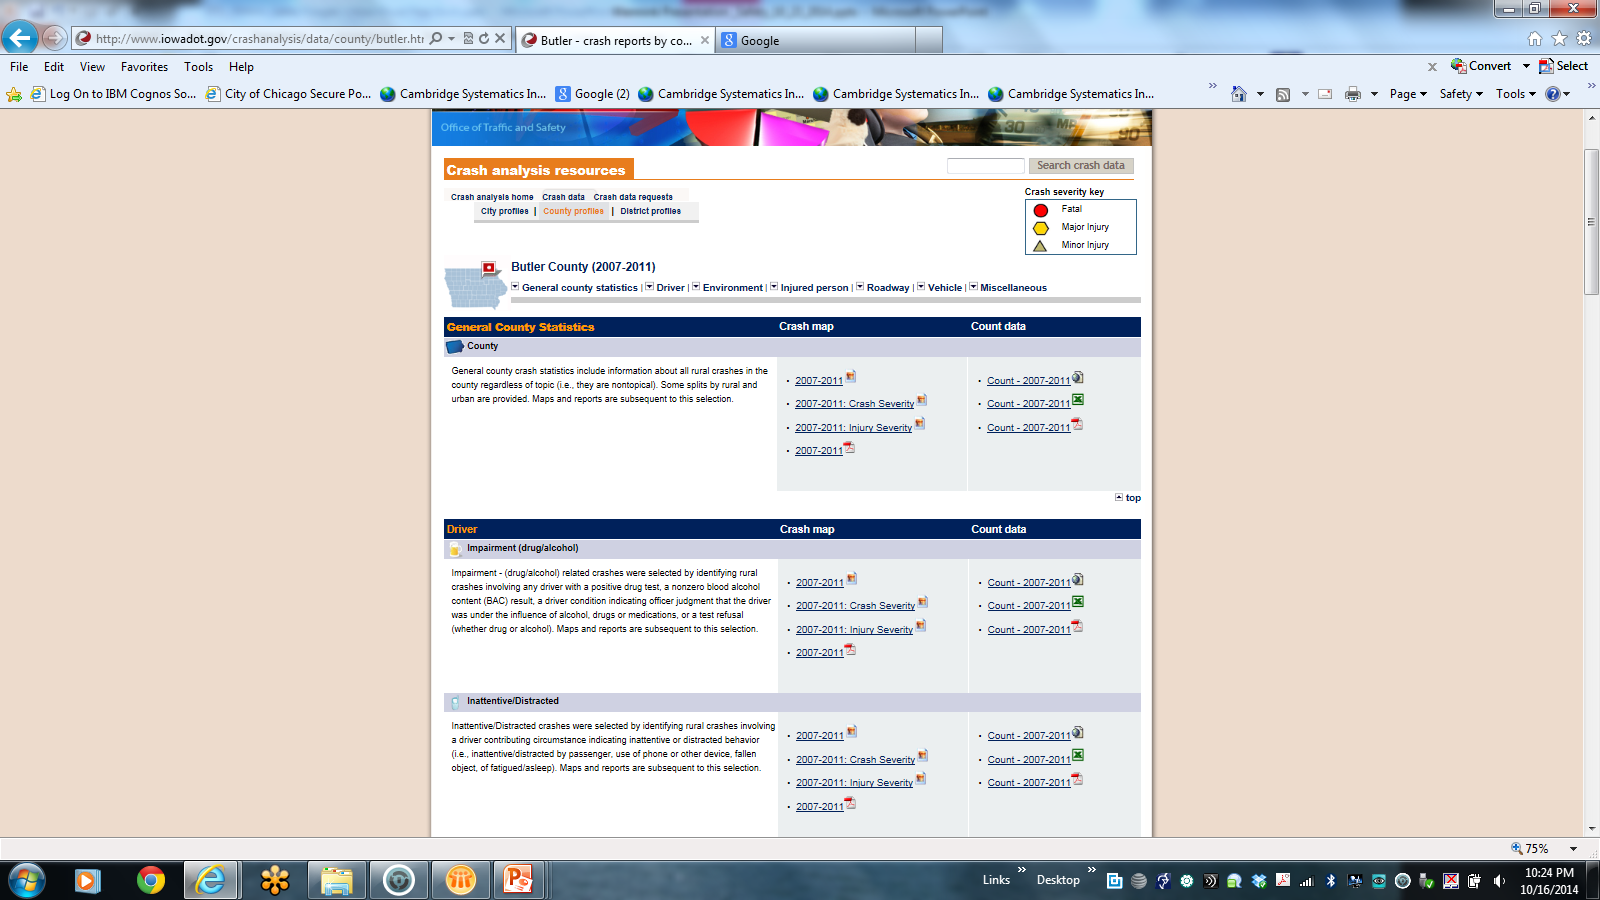 http://www.iowadot.gov/crashanalysis/data/county/butler.htr
Butler - crash reports by co...
Google
File Edit View Favorites Tools Help
Convert Select
Log On to IBM Cognos So... City of Chicago Secure Po... Cambridge Systematics In... Google (2) Cambridge Systematics In... Cambridge Systematics In... Cambridge Systematics In...
Page Safety Tools
Office of Traffic and Safety
Crash analysis resources
Search crash data
Crash analysis home Crash data Crash data requests
City profiles | County profiles | District profiles
Crash severity key
Fatal
Major Injury
Minor Injury
Butler County (2007-2011)
General county statistics | Driver | Environment | Injured person | Roadway | Vehicle | Miscellaneous
General County Statistics Crash map Count data
County
General county crash statistics include information about all rural crashes in the
county regardless of topic (i.e., they are nontopical). Some splits by rural and
urban are provided. Maps and reports are subsequent to this selection.
• 2007-2011
• 2007-2011: Crash Severity
• 2007-2011: Injury Severity
• 2007-2011
• Count - 2007-2011
• Count - 2007-2011
• Count - 2007-2011
top
Driver Crash map Count data
Impairment (drug/alcohol)
Impairment - (drug/alcohol) related crashes were selected by identifying rural
crashes involving any driver with a positive drug test, a nonzero blood alcohol
content (BAC) result, a driver condition indicating officer judgment that the driver
was under the influence of alcohol, drugs or medications, or a test refusal
(whether drug or alcohol). Maps and reports are subsequent to this selection.
• 2007-2011
• 2007-2011: Crash Severity
• 2007-2011: Injury Severity
• 2007-2011
• Count - 2007-2011
• Count - 2007-2011
• Count - 2007-2011
Inattentive/Distracted
Inattentive/Distracted crashes were selected by identifying rural crashes involving
a driver contributing circumstance indicating inattentive or distracted behavior
(i.e., inattentive/distracted by passenger, use of phone or other device, fallen
object, of fatigued/asleep). Maps and reports are subsequent to this selection.
• 2007-2011
• 2007-2011: Crash Severity
• 2007-2011: Injury Severity
• 2007-2011
• Count - 2007-2011
• Count - 2007-2011
• Count - 2007-2011
75%
Links Desktop
10:24 PM
10/16/2014